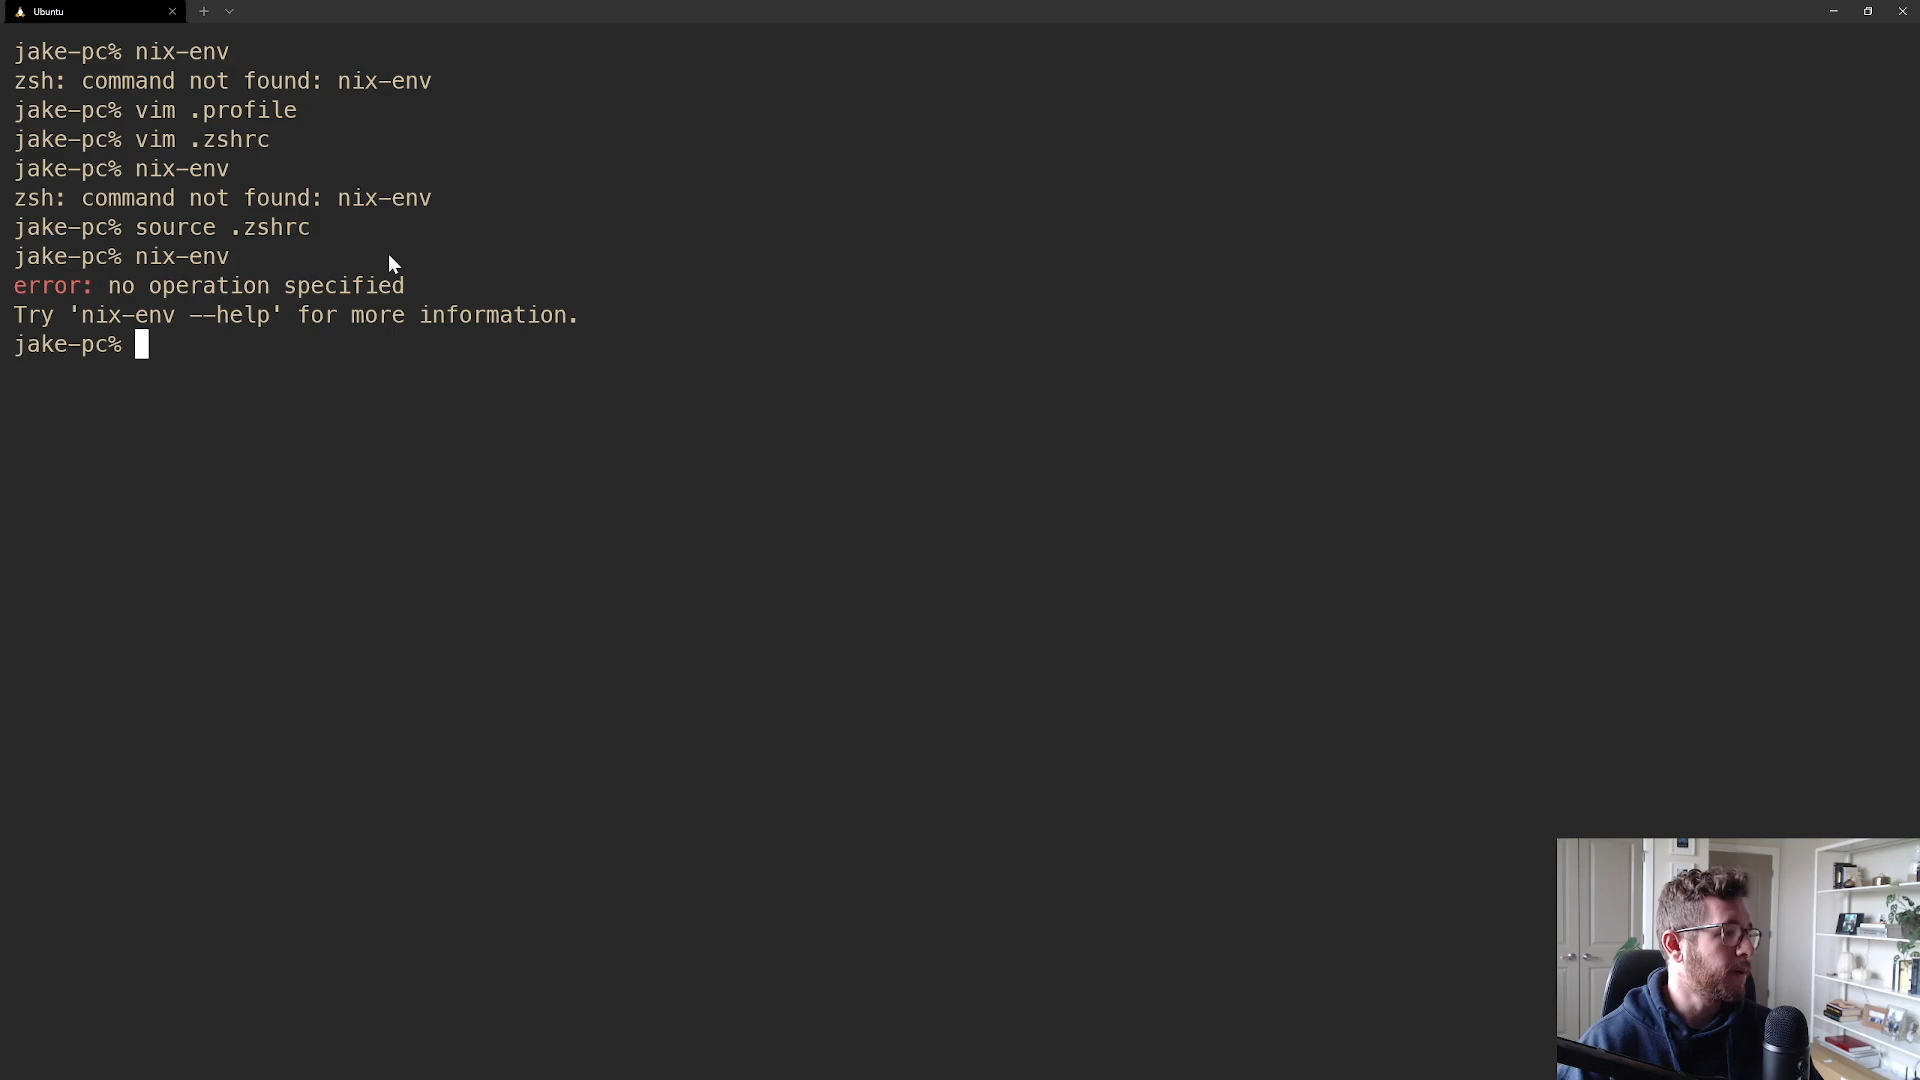 Ubuntu
jake-pc% nix-env
zsh: command not found: nix-env
jake-pc% vim .profile
jake-pc% vim .zshrc
jake-pc% nix-env
zsh: command not found: nix-env
jake-pc% source .zshrc
jake-pc% nix-env
error: no operation specified
Try 'nix-env --help' for more information.
jake-pc%